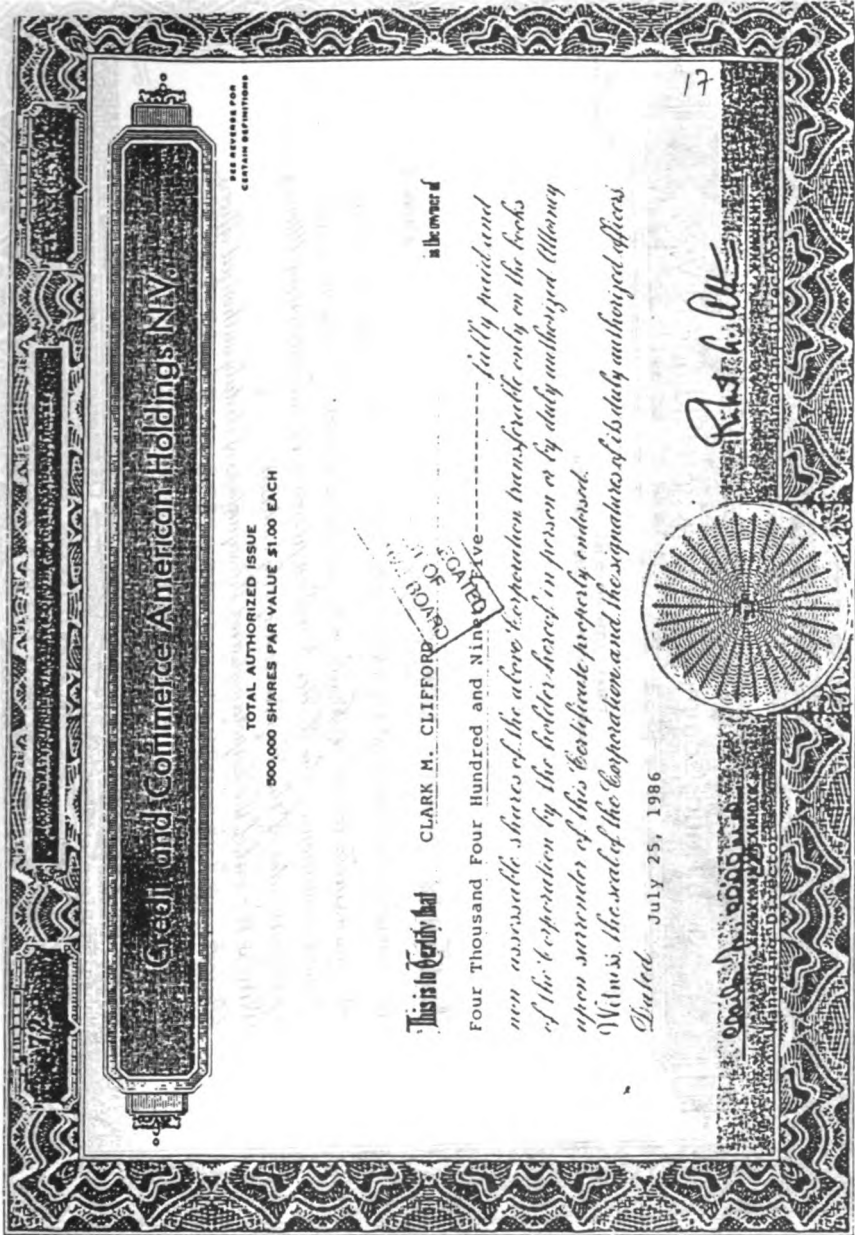 72
Credit and Commerce American Holdings N.V.
SEE REVERSE FOR
CERTAIN DEFINITIONS
TOTAL AUTHORIZED ISSUE
500,000 SHARES PAR VALUE $1.00 EACH
This is to Certify that CLARK M. CLIFFORD is the owner of
Four Thousand Four Hundred and Ninety Five------------ fully paid and
non assessable shares of the above Corporation transferable only on the books
of the Corporation by the holder hereof in person or by duly authorized Attorney
upon surrender of this Certificate properly endorsed.
Witness, the seal of the Corporation and the signatures of its duly authorized officers.
Dated July 25, 1986
Managing Director
17